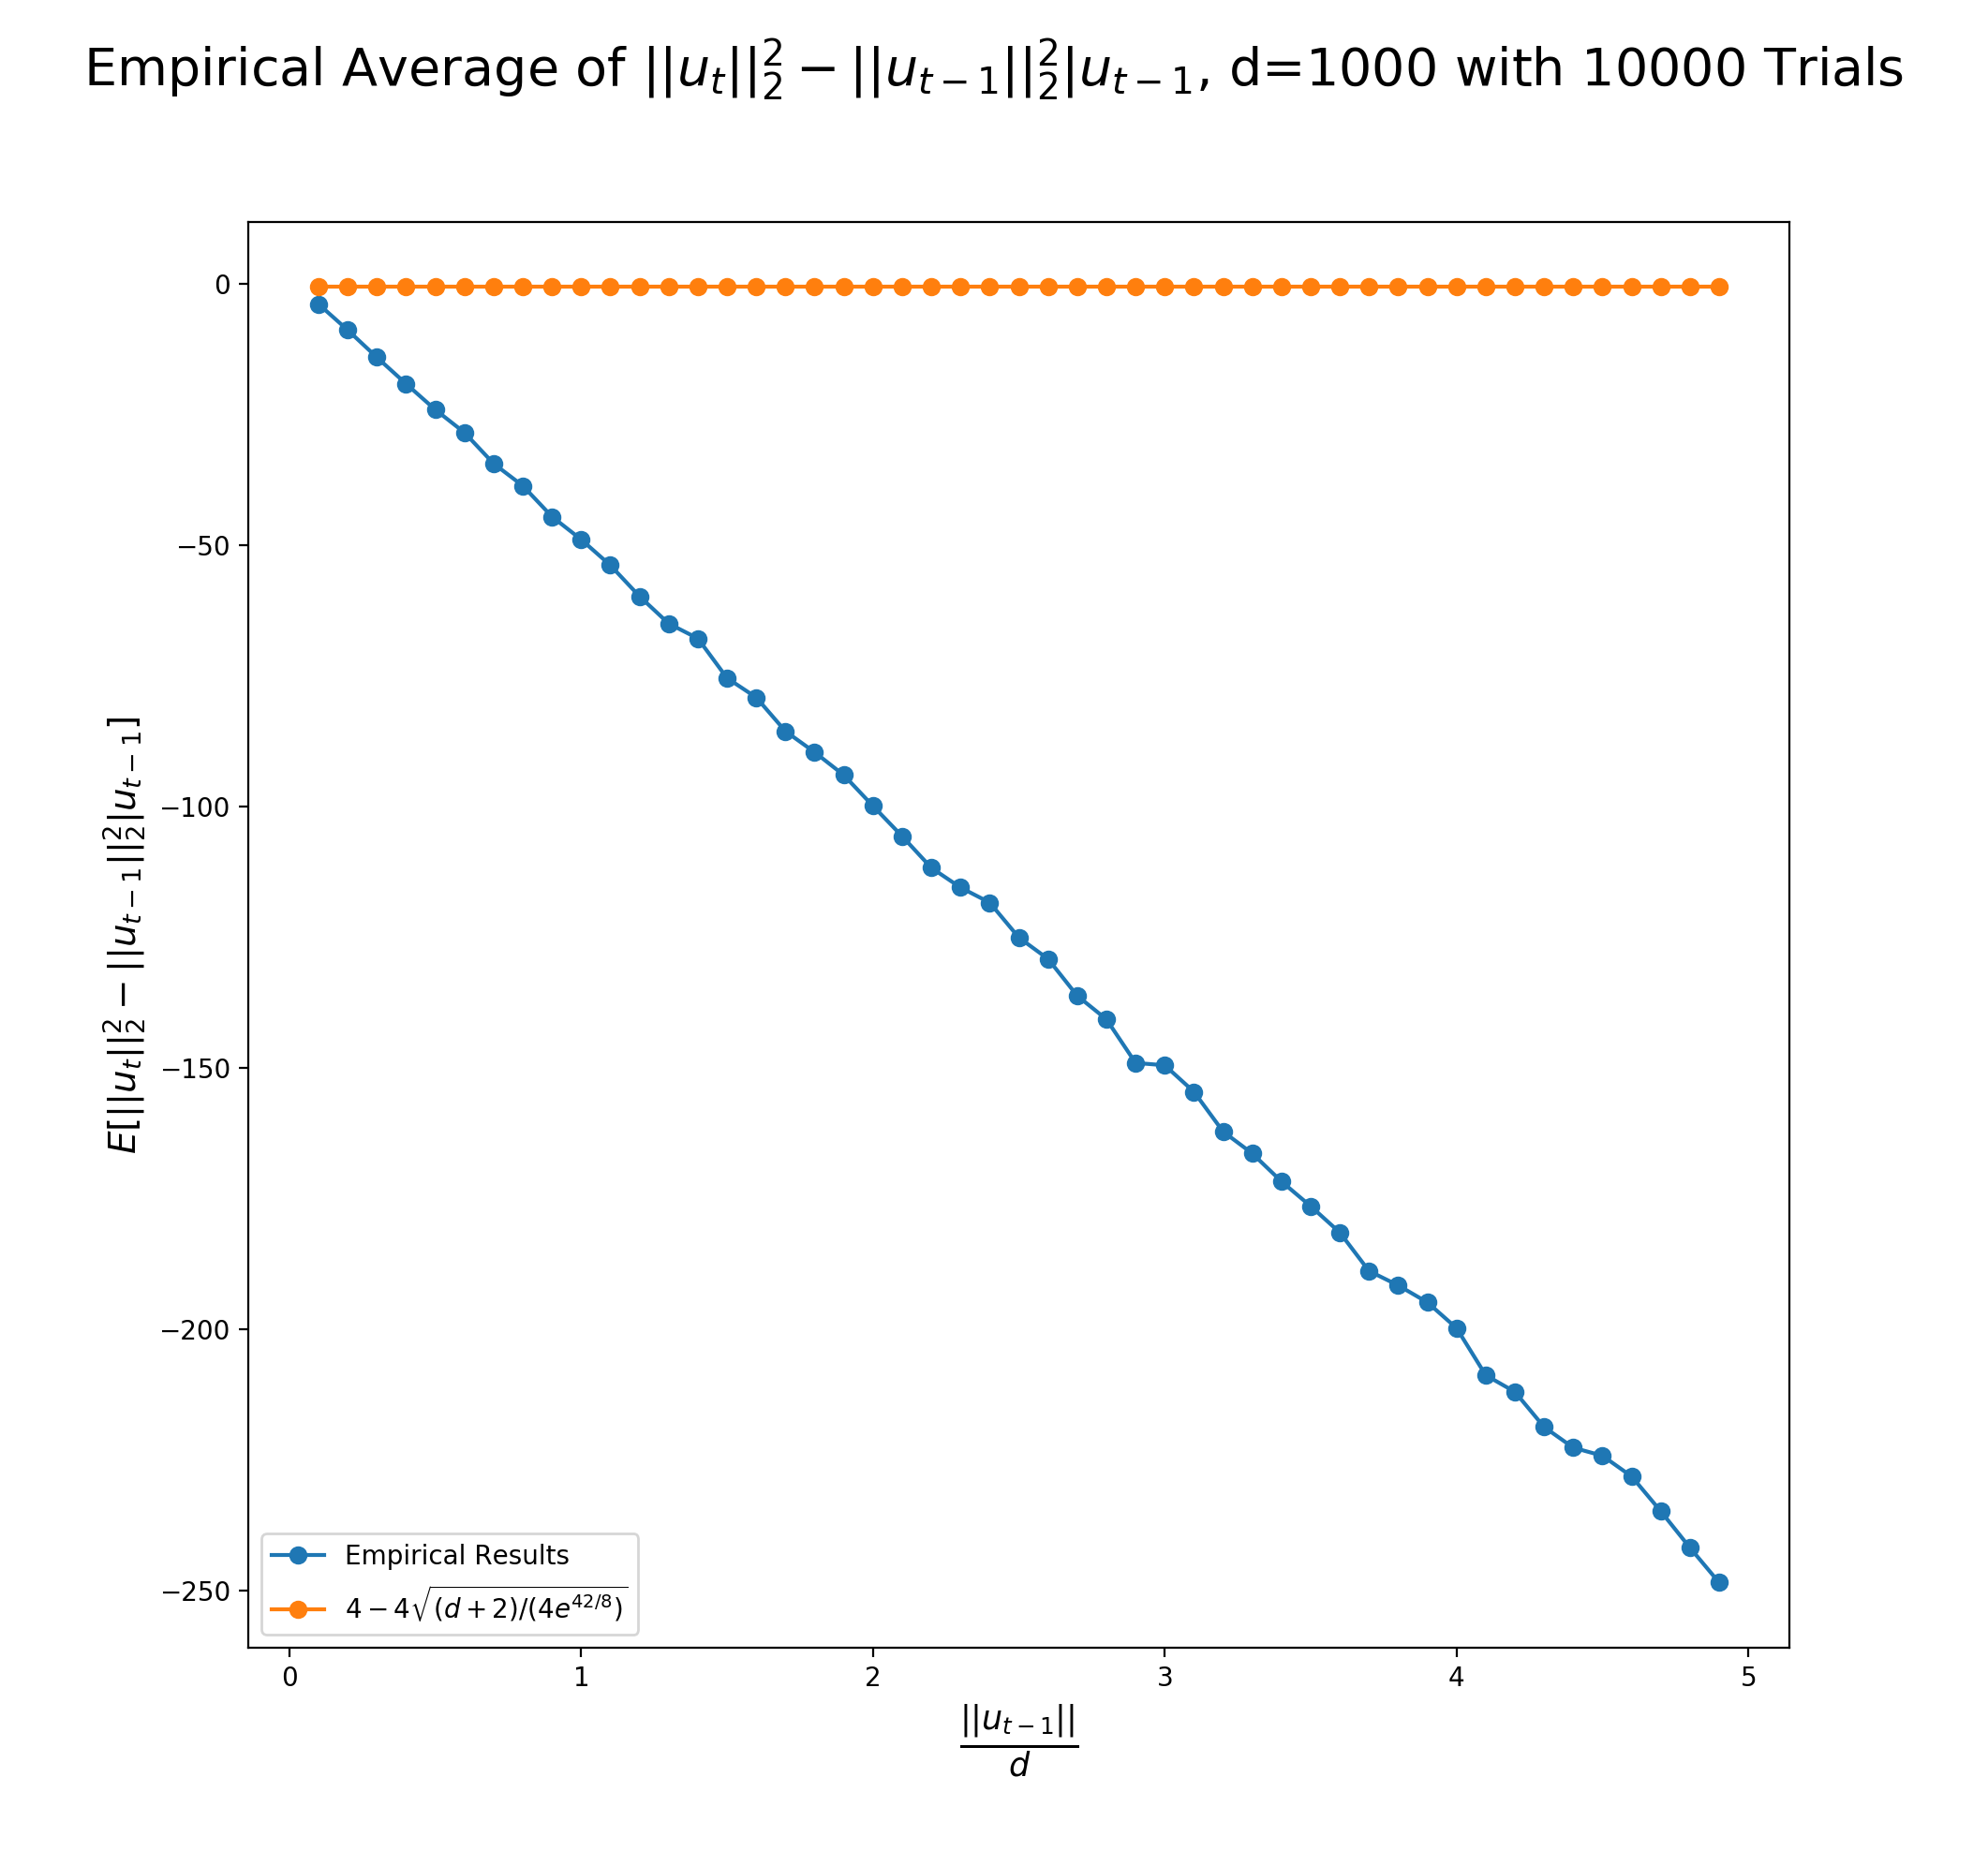 Empirical Average of $||u_t||_2^2 - ||u_{t-1}||_2^2|u_{t-1}$, d=1000 with 10000 Trials
$E[||u_t||_2^2 - ||u_{t-1}||_2^2|u_{t-1}]$
0
−50
−100
−150
−200
−250
Empirical Results
$4 - 4\sqrt{(d+2)/(4e^{42/8})}$
0 1 2 3 4 5
$\frac{||u_{t-1}||}{d}$